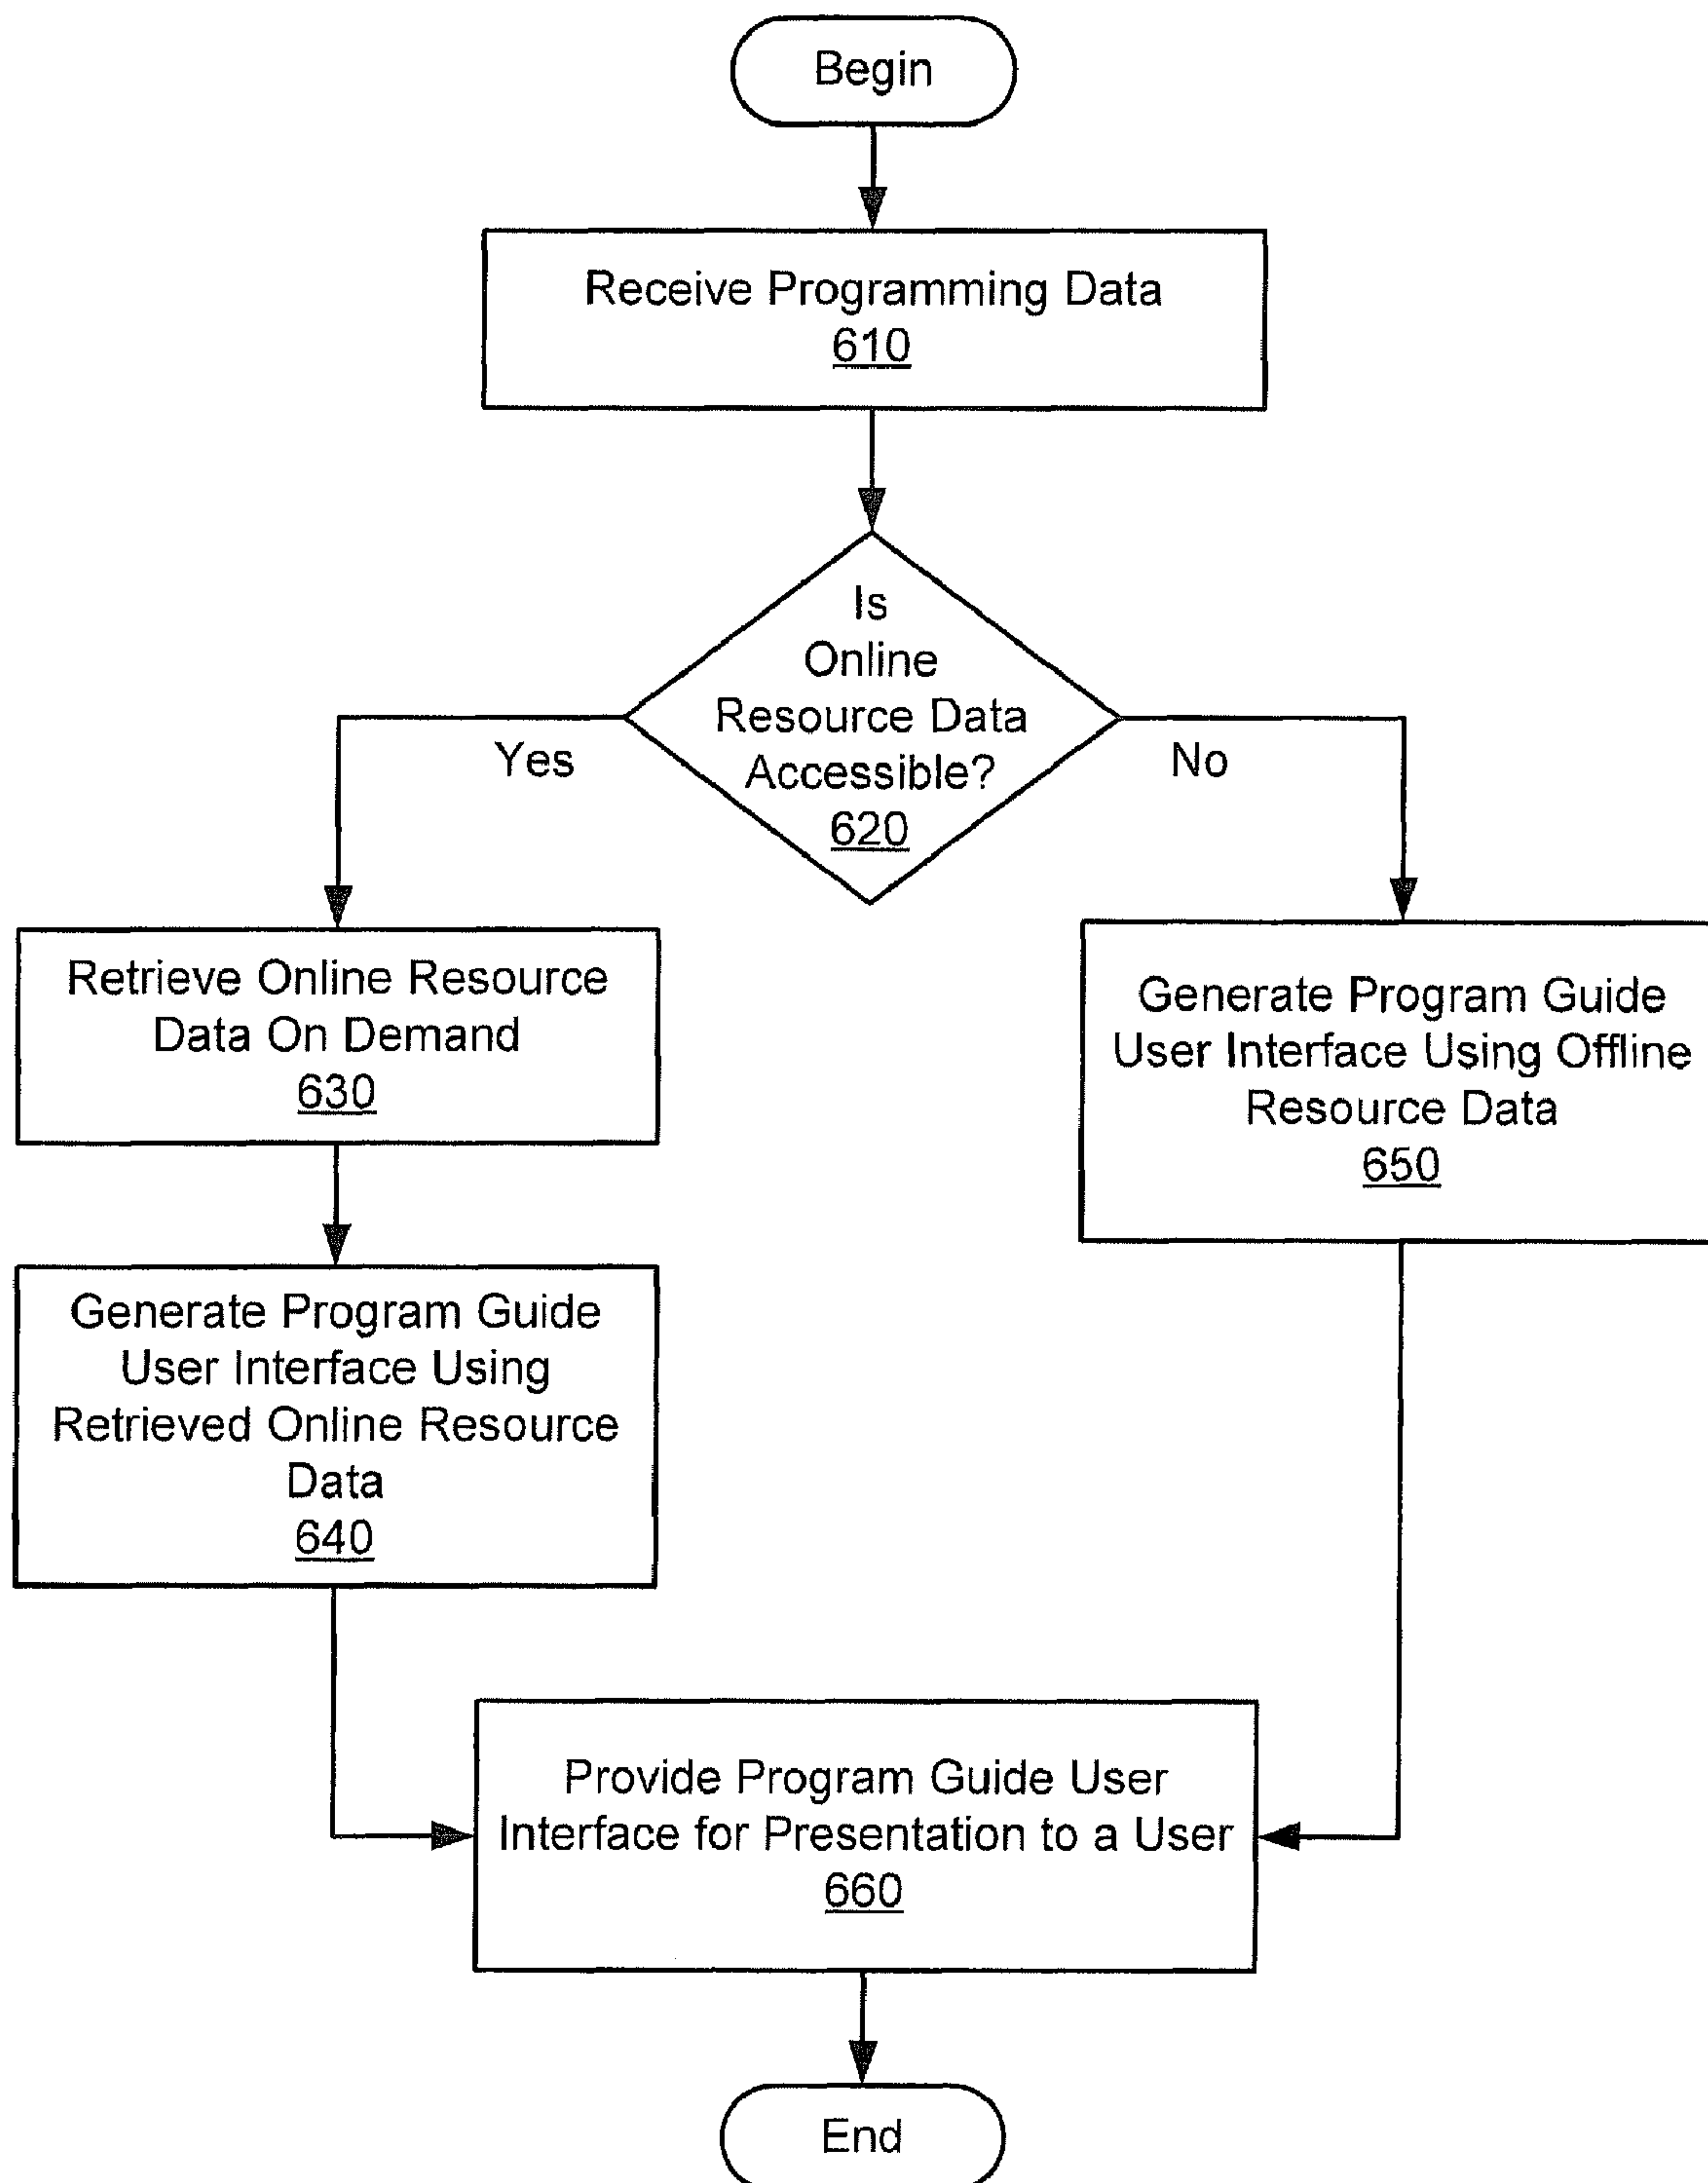 Begin
Receive Programming Data
610
Is
Online
Resource Data
Accessible?
620
Yes
No
Retrieve Online Resource
Data On Demand
630
Generate Program Guide
User Interface Using Offline
Resource Data
650
Generate Program Guide
User Interface Using
Retrieved Online Resource
Data
640
Provide Program Guide User
Interface for Presentation to a User
660
End